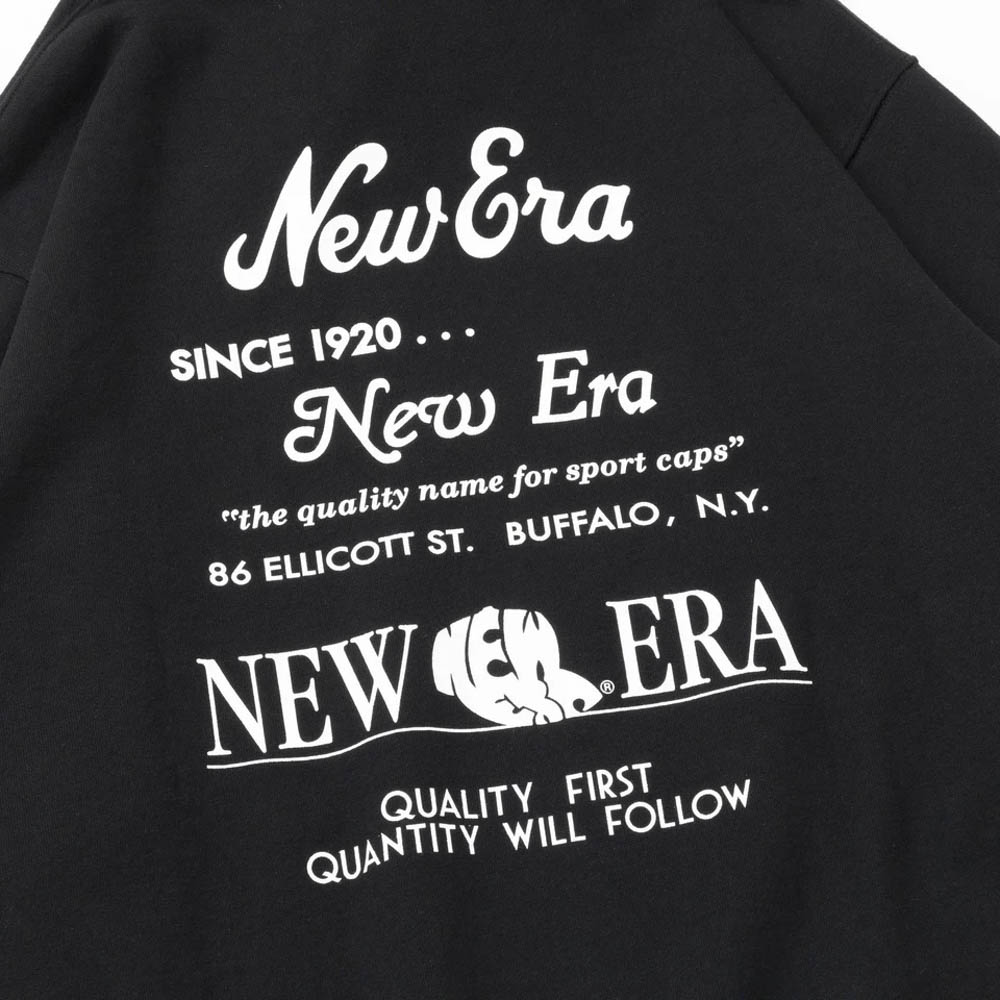 New Era
SINCE 1920 . . .
New Era
“the quality name for sport caps”
86 ELLICOTT ST. BUFFALO, N.Y.
NEW NE ® ERA
QUALITY FIRST
QUANTITY WILL FOLLOW